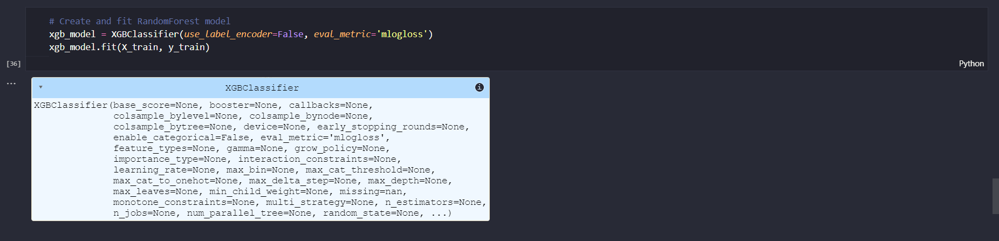 # Create and fit RandomForest model
xgb_model = XGBClassifier(use_label_encoder=False, eval_metric='mlogloss')
xgb_model.fit(X_train, y_train)
[36]
Python
...
XGBClassifier
i
XGBClassifier(base_score=None, booster=None, callbacks=None,
colsample_bylevel=None, colsample_bynode=None,
colsample_bytree=None, device=None, early_stopping_rounds=None,
enable_categorical=False, eval_metric='mlogloss',
feature_types=None, gamma=None, grow_policy=None,
importance_type=None, interaction_constraints=None,
learning_rate=None, max_bin=None, max_cat_threshold=None,
max_cat_to_onehot=None, max_delta_step=None, max_depth=None,
max_leaves=None, min_child_weight=None, missing=nan,
monotone_constraints=None, multi_strategy=None, n_estimators=None,
n_jobs=None, num_parallel_tree=None, random_state=None, ...)